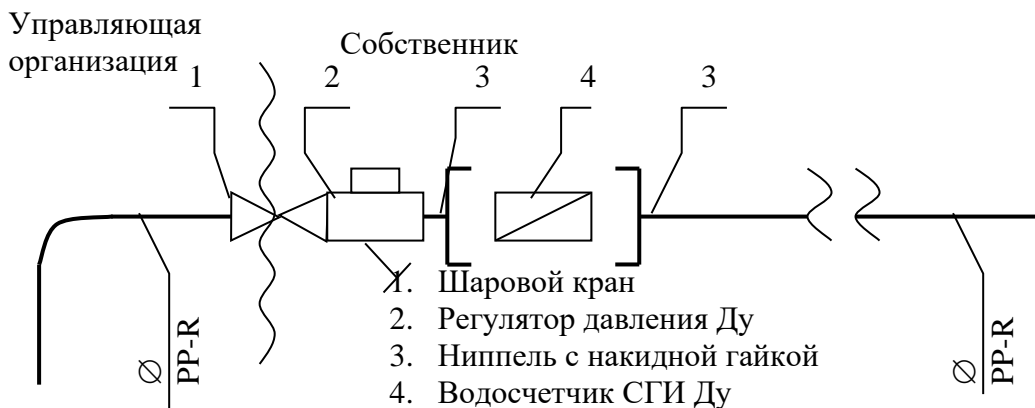 Управляющая
организация
Собственник
1 2 3 4 3
1. Шаровой кран
2. Регулятор давления Ду
3. Ниппель с накидной гайкой
4. Водосчетчик СГИ Ду
∅
PP-R
∅
PP-R